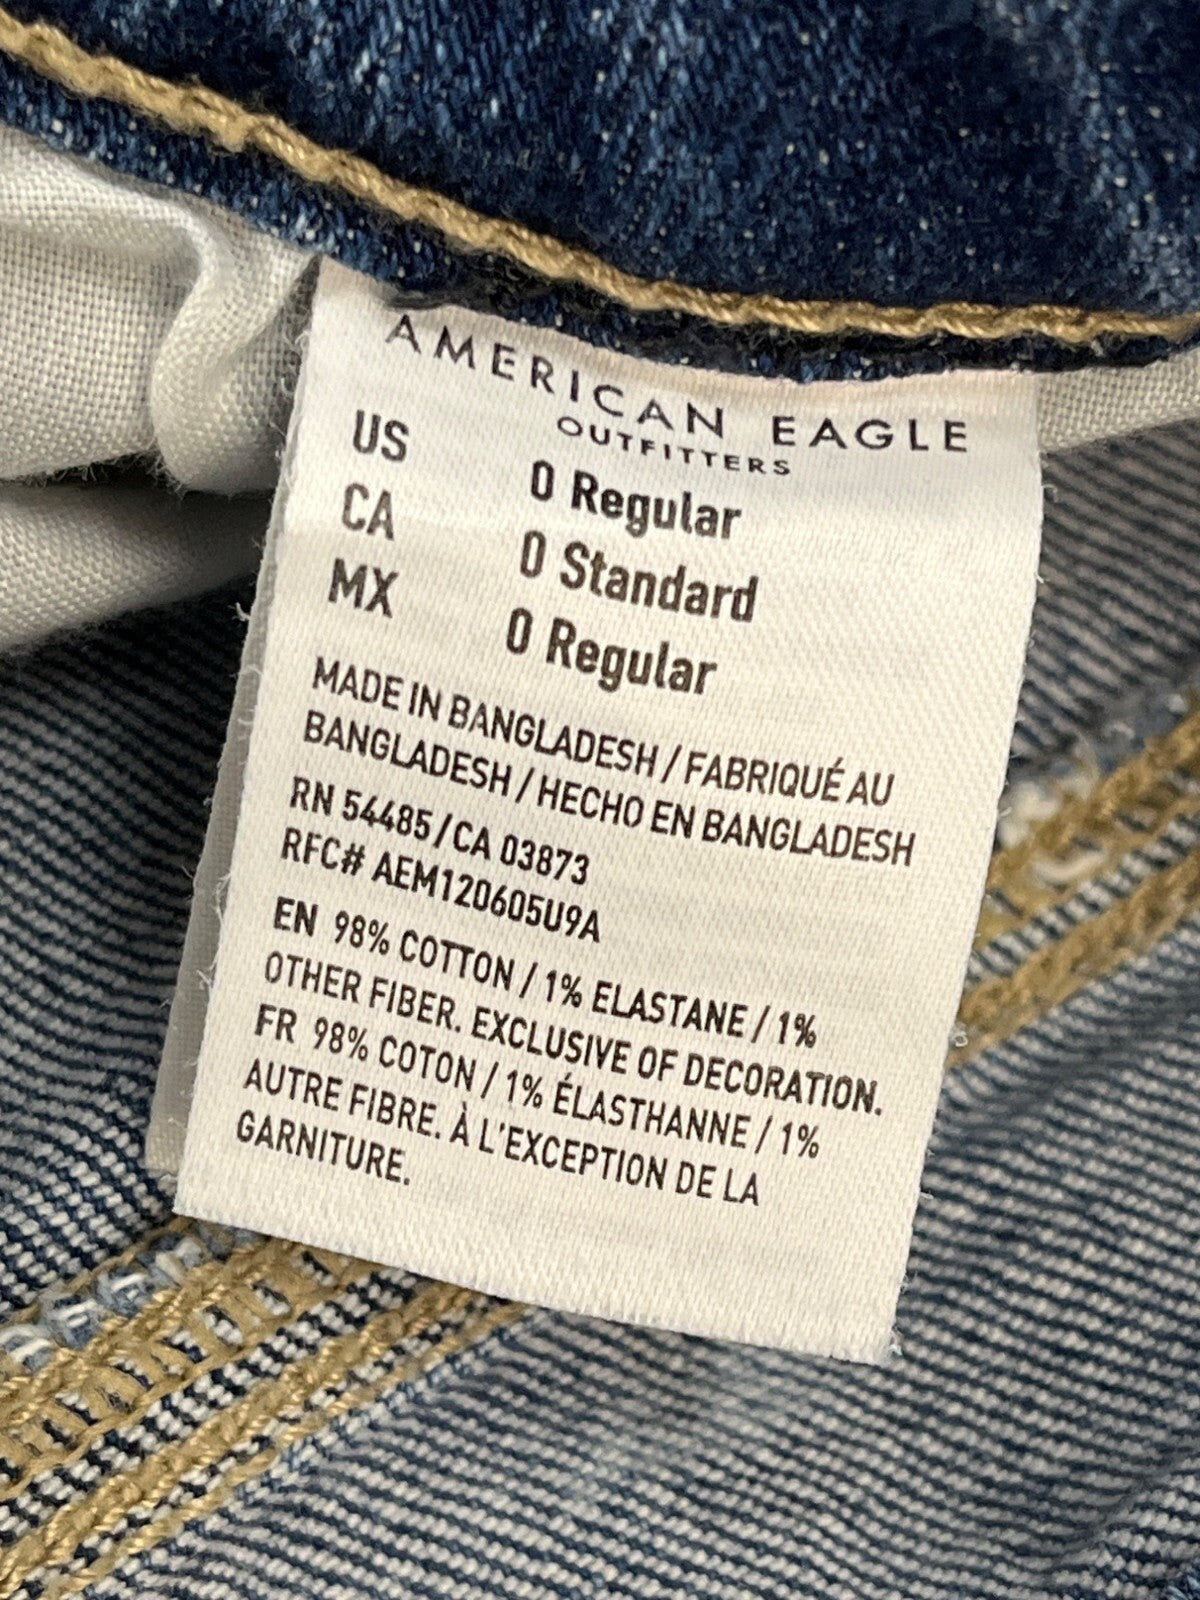 AMERICAN EAGLE
OUTFITTERS
US 0 Regular
CA 0 Standard
MX 0 Regular
MADE IN BANGLADESH / FABRIQUÉ AU
BANGLADESH / HECHO EN BANGLADESH
RN 54485 / CA 03873
RFC# AEM120605U9A
EN 98% COTTON / 1% ELASTANE / 1%
OTHER FIBER. EXCLUSIVE OF DECORATION.
FR 98% COTON / 1% ÉLASTHANNE / 1%
AUTRE FIBRE. À L'EXCEPTION DE LA
GARNITURE.